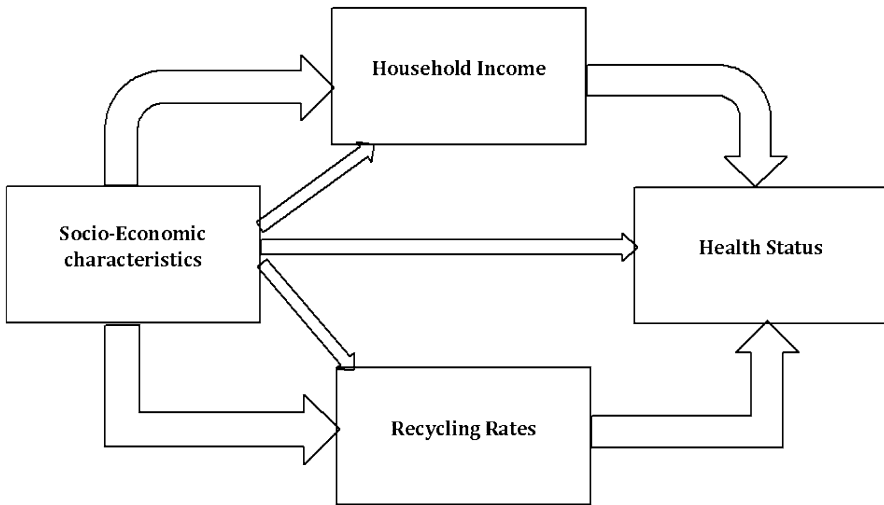 Household Income
Socio-Economic
characteristics
Health Status
Recycling Rates